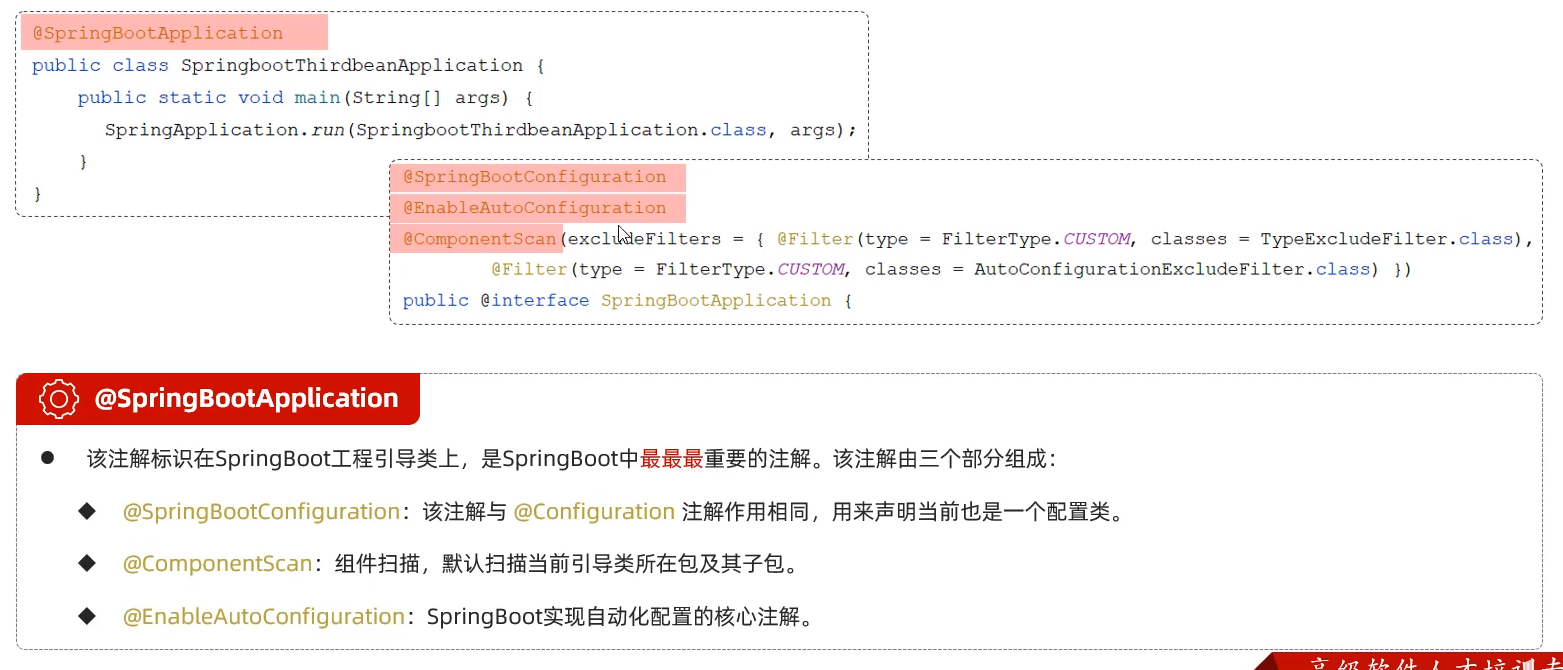 @SpringBootApplication
public class SpringbootThirdbeanApplication {
public static void main(String[] args) {
SpringApplication.run(SpringbootThirdbeanApplication.class, args);
}
}
@SpringBootConfiguration
@EnableAutoConfiguration
@ComponentScan(excludeFilters = { @Filter(type = FilterType.CUSTOM, classes = TypeExcludeFilter.class),
@Filter(type = FilterType.CUSTOM, classes = AutoConfigurationExcludeFilter.class) })
public @interface SpringBootApplication {
@SpringBootApplication
该注解标识在SpringBoot工程引导类上，是SpringBoot中最最最重要的注解。该注解由三个部分组成：
@SpringBootConfiguration：该注解与 @Configuration 注解作用相同，用来声明当前也是一个配置类。
@ComponentScan：组件扫描，默认扫描当前引导类所在包及其子包。
@EnableAutoConfiguration：SpringBoot实现自动化配置的核心注解。
高级软件人才培训专